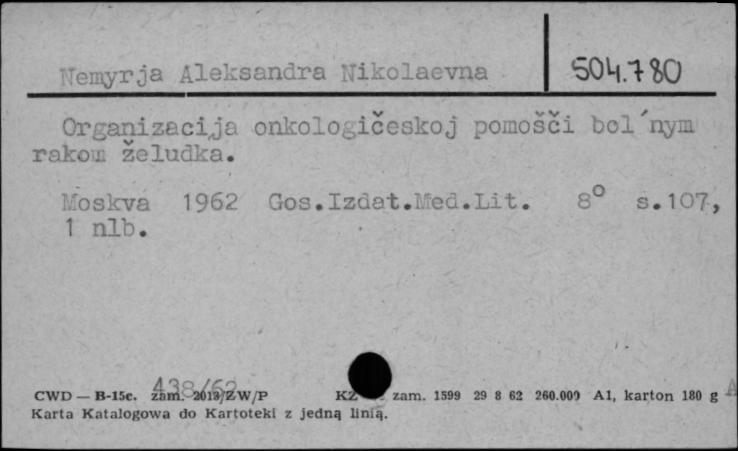 Nemyrja Aleksandra Nikolaevna 504.780
Organizacija onkologičeskoj pomošči bol´nym
rakom želudka.
Moskva 1962 Gos.Izdat.Med.Lit. 8° s.107,
1 nlb.
438/62
CWD — B-15c. zam. 2013/ZW/P KZ zam. 1599 29 8 62 260.000 A1, karton 180 g
Karta Katalogowa do Kartoteki z jedną linią.